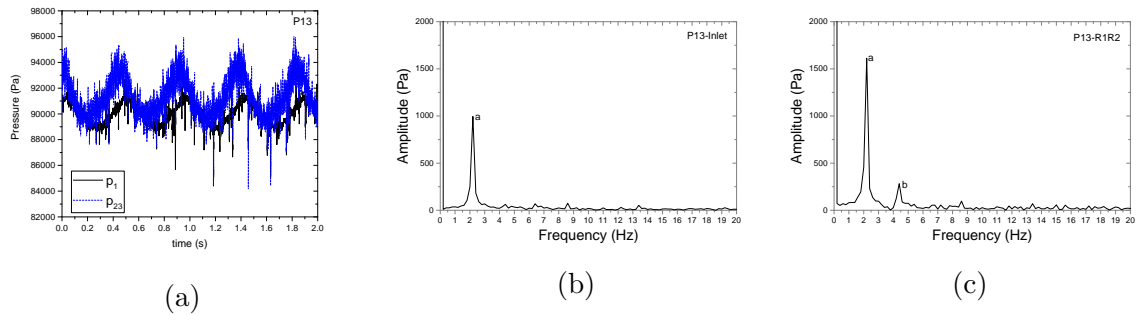 P13
98000
96000
94000
92000
90000
88000
86000
84000
82000
Pressure (Pa)
p1
p23
0.0 0.2 0.4 0.6 0.8 1.0 1.2 1.4 1.6 1.8 2.0
time (s)
(a)
P13-Inlet
2000
1500
1000
500
0
Amplitude (Pa)
a
0 1 2 3 4 5 6 7 8 9 10 11 12 13 14 15 16 17 18 19 20
Frequency (Hz)
(b)
P13-R1R2
2000
1500
1000
500
0
Amplitude (Pa)
a
b
0 1 2 3 4 5 6 7 8 9 10 11 12 13 14 15 16 17 18 19 20
Frequency (Hz)
(c)